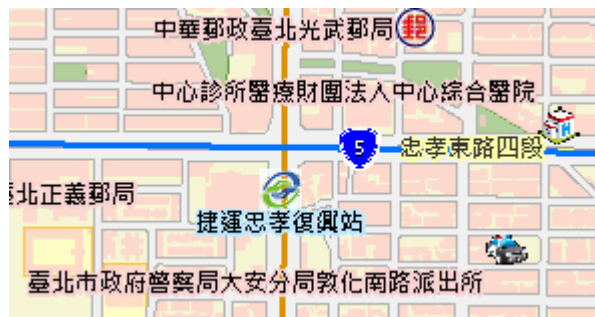 中華郵政臺北光武郵局
郵
中心診所醫療財團法人中心綜合醫院
H
5
忠孝東路四段
臺北正義郵局
捷運忠孝復興站
臺北市政府警察局大安分局敦化南路派出所